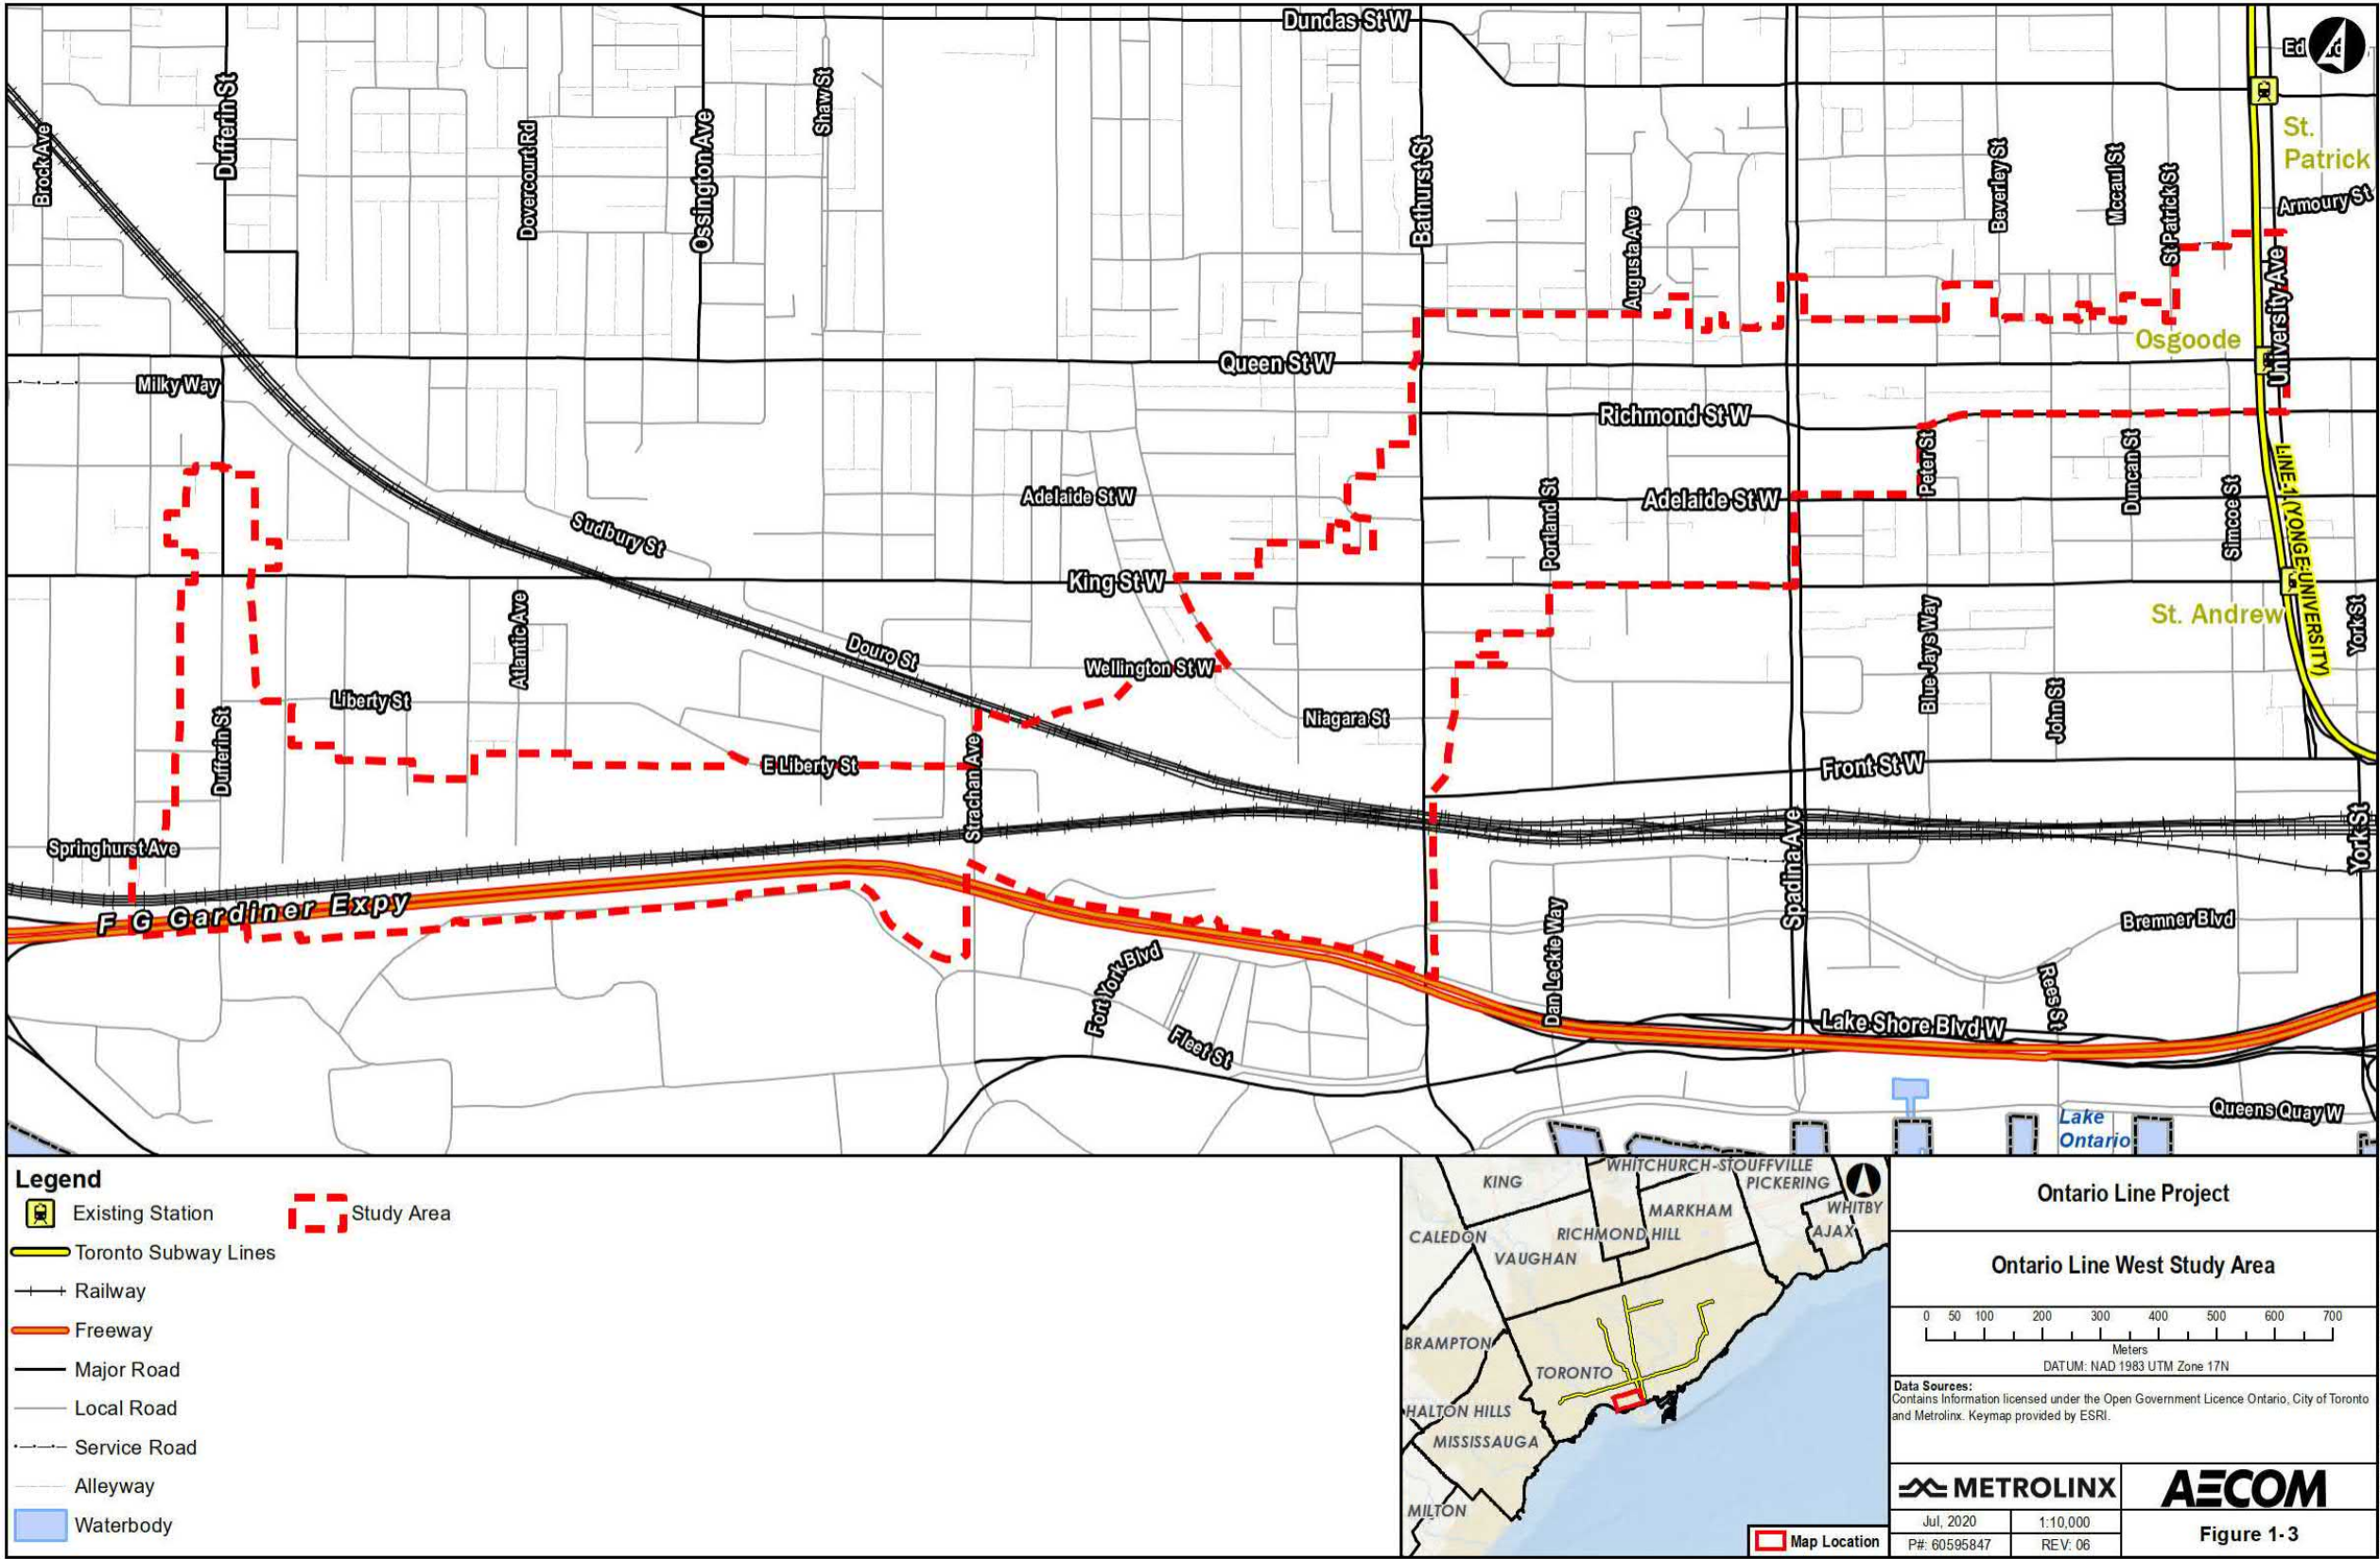 Dundas St W
Ed
Brock Ave
Dufferin St
Dovercourt Rd
Ossington Ave
Shaw St
Bathurst St
Augusta Ave
Beverley St
Mccaul St
St Patrick St
St.
Patrick
Armoury St
University Ave
Osgoode
Queen St W
Milky Way
Richmond St W
Peter St
Duncan St
Simcoe St
LINE 1 (YONGE-UNIVERSITY)
Adelaide St W
Adelaide St W
Portland St
Sudbury St
King St W
St. Andrew
York St
Atlantic Ave
Douro St
Wellington St W
Blue Jays Way
John St
Liberty St
Dufferin St
Niagara St
E Liberty St
Strachan Ave
Front St W
Springhurst Ave
Spadina Ave
York St
F G Gardiner Expy
Fort York Blvd
Dan Leckie Way
Bremner Blvd
Rees St
Fleet St
Lake Shore Blvd W
Queens Quay W
Lake
Ontario
Legend
Existing Station
Study Area
Toronto Subway Lines
Railway
Freeway
Major Road
Local Road
Service Road
Alleyway
Waterbody
WHITCHURCH-STOUFFVILLE
KING
PICKERING
MARKHAM
WHITBY
CALEDON
RICHMOND HILL
AJAX
VAUGHAN
BRAMPTON
TORONTO
HALTON HILLS
MISSISSAUGA
MILTON
Map Location
Ontario Line Project
Ontario Line West Study Area
0 50 100 200 300 400 500 600 700
Meters
DATUM: NAD 1983 UTM Zone 17N
Data Sources:
Contains Information licensed under the Open Government Licence Ontario, City of Toronto
and Metrolinx. Keymap provided by ESRI.
METROLINX
AECOM
Jul, 2020
1:10,000
P#: 60595847
REV: 06
Figure 1- 3